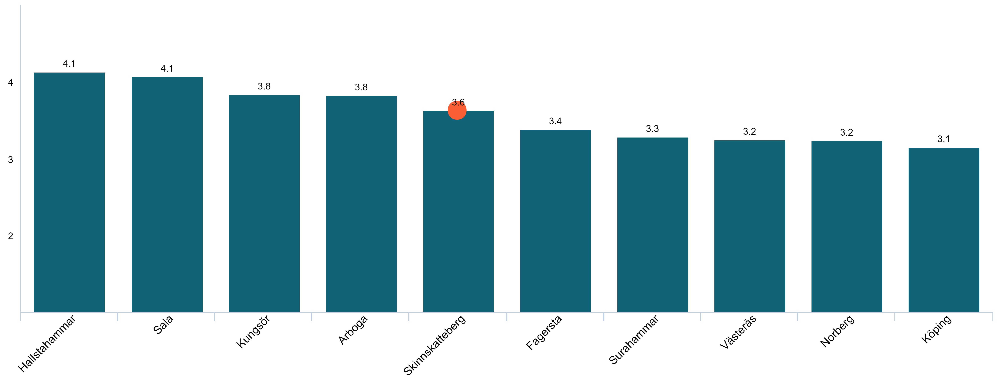 4.1
4.1
3.8
3.8
3.6
3.4
3.3
3.2
3.2
3.1
4
3
2
Hallstahammar
Sala
Kungsör
Arboga
Skinnskatteberg
Fagersta
Surahammar
Västerås
Norberg
Köping